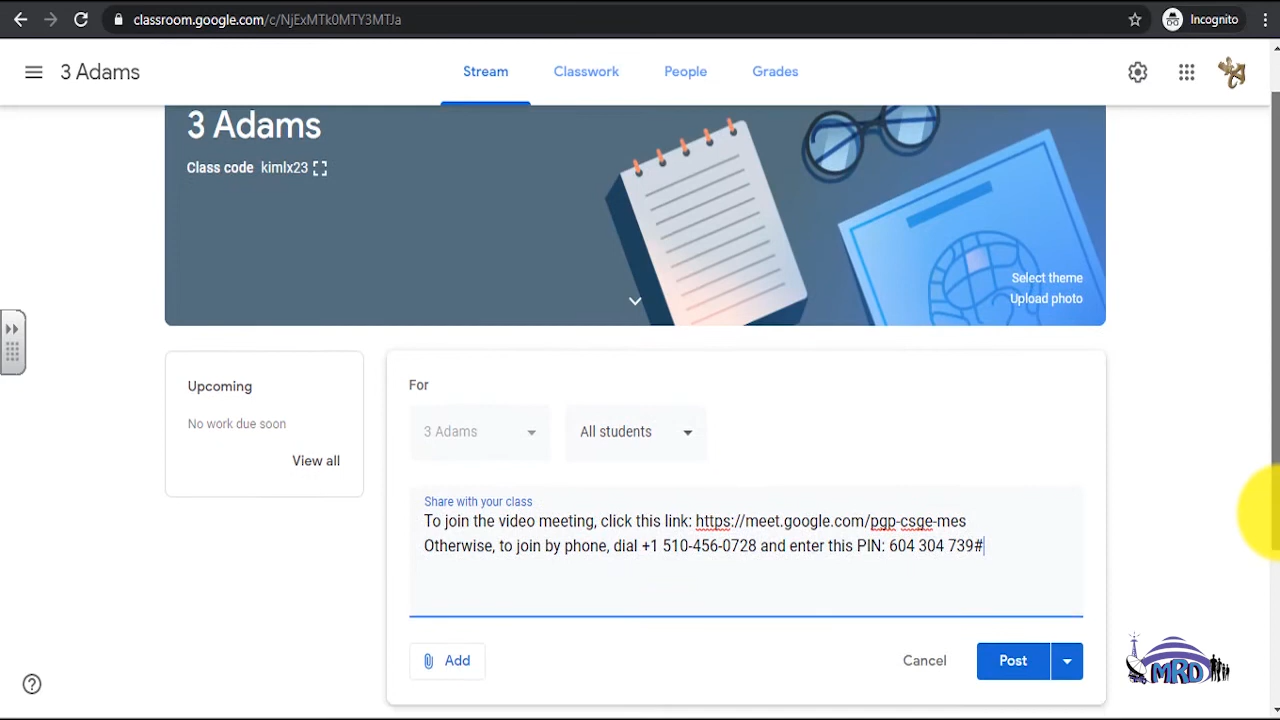 classroom.google.com/c/NjExMTk0MTY3MTJa
Incognito
3 Adams
Stream
Classwork
People
Grades
3 Adams
Class code kimlx23
Select theme
Upload photo
Upcoming
No work due soon
View all
For
3 Adams
All students
Share with your class
To join the video meeting, click this link: https://meet.google.com/pgp-csge-mes
Otherwise, to join by phone, dial +1 510-456-0728 and enter this PIN: 604 304 739#
Add
Cancel
Post
MRD